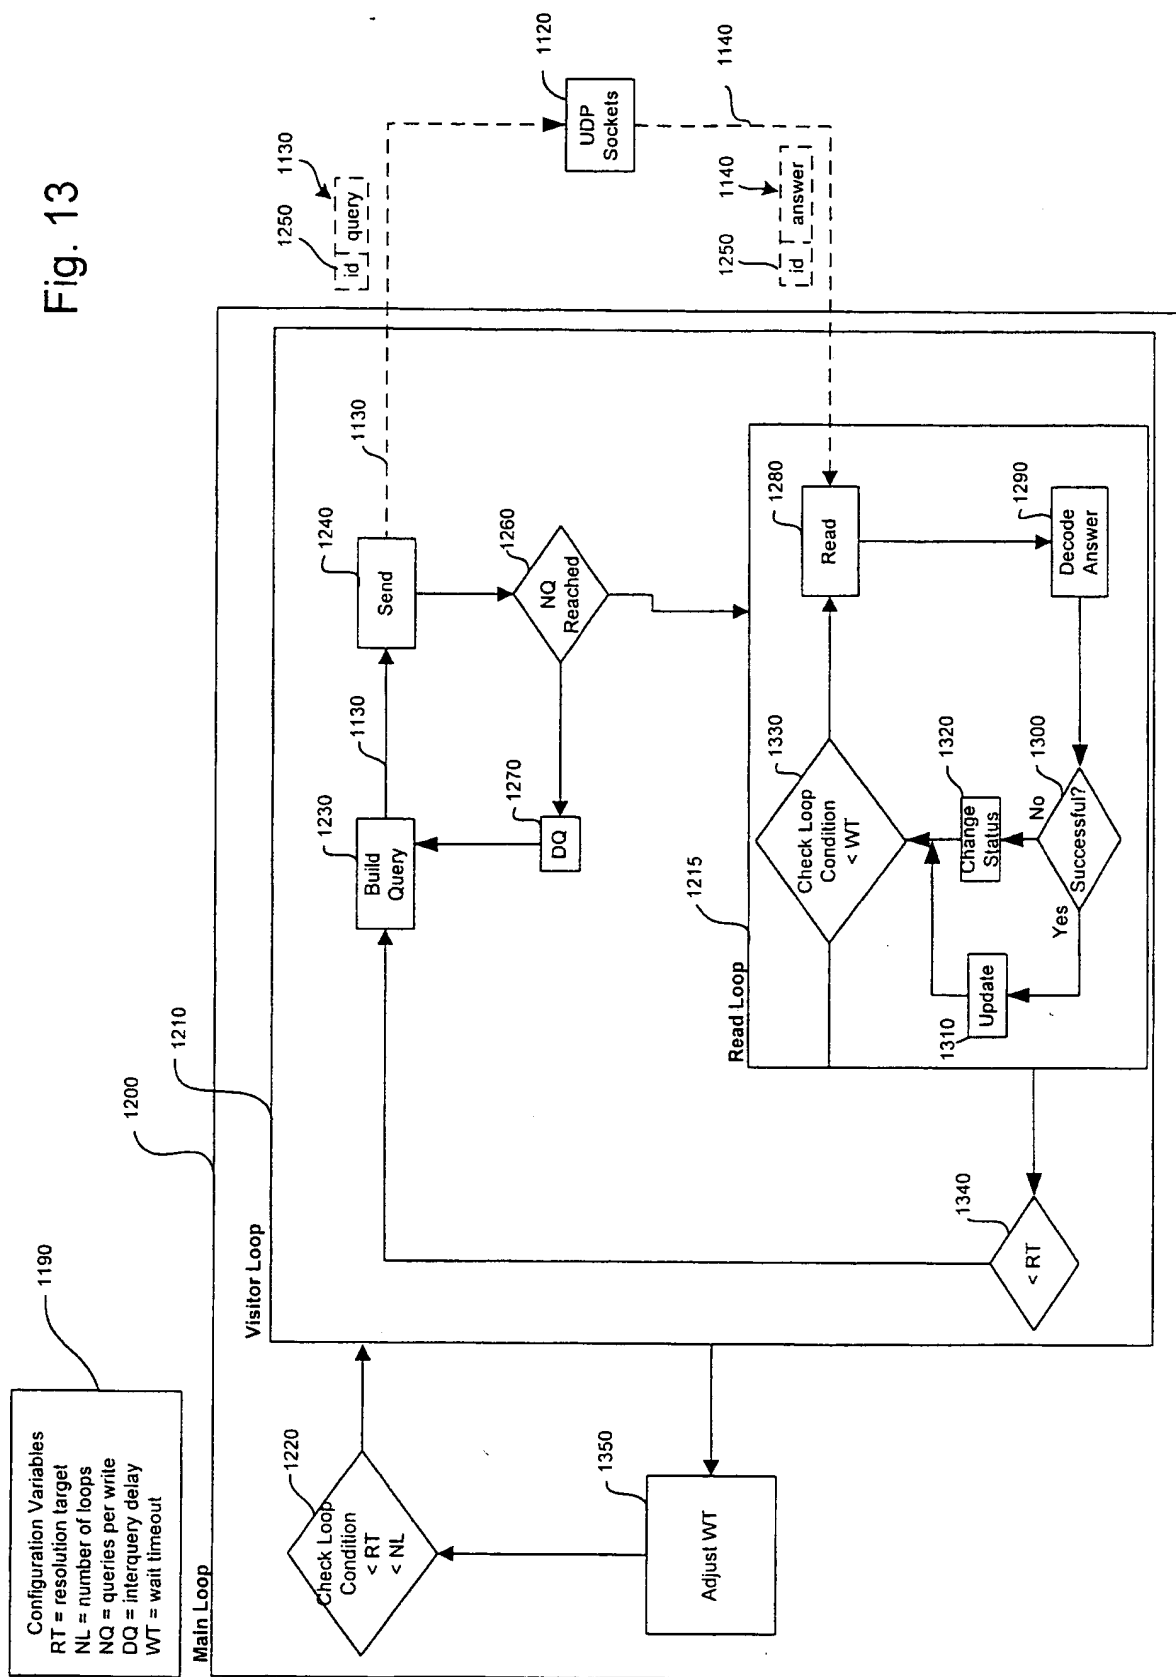 Fig. 13
Configuration Variables
RT = resolution target
NL = number of loops
NQ = queries per write
DQ = interquery delay
WT = wait timeout
1190
Main Loop
1200
Visitor Loop
1210
Check Loop
Condition
< RT
< NL
1220
Adjust WT
1350
Build
Query
1230
1130
Send
1240
1130
1250
id
query
1130
UDP
Sockets
1120
NQ
Reached
1260
DQ
1270
1250
id
answer
1140
1140
Read Loop
1215
Check Loop
Condition
< WT
1330
Read
1280
Decode
Answer
1290
Successful?
1300
No
Yes
Change
Status
1320
Update
1310
< RT
1340